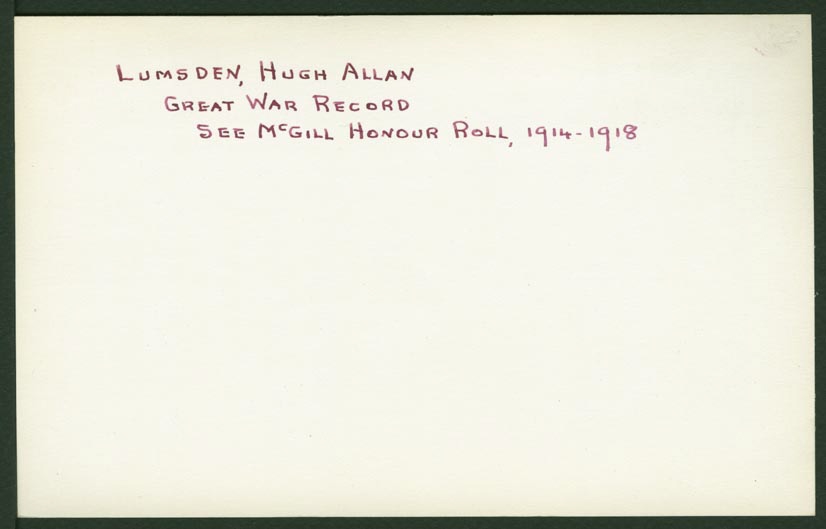 Lumsden, Hugh Allan
Great War Record
See McGill Honour Roll, 1914-1918